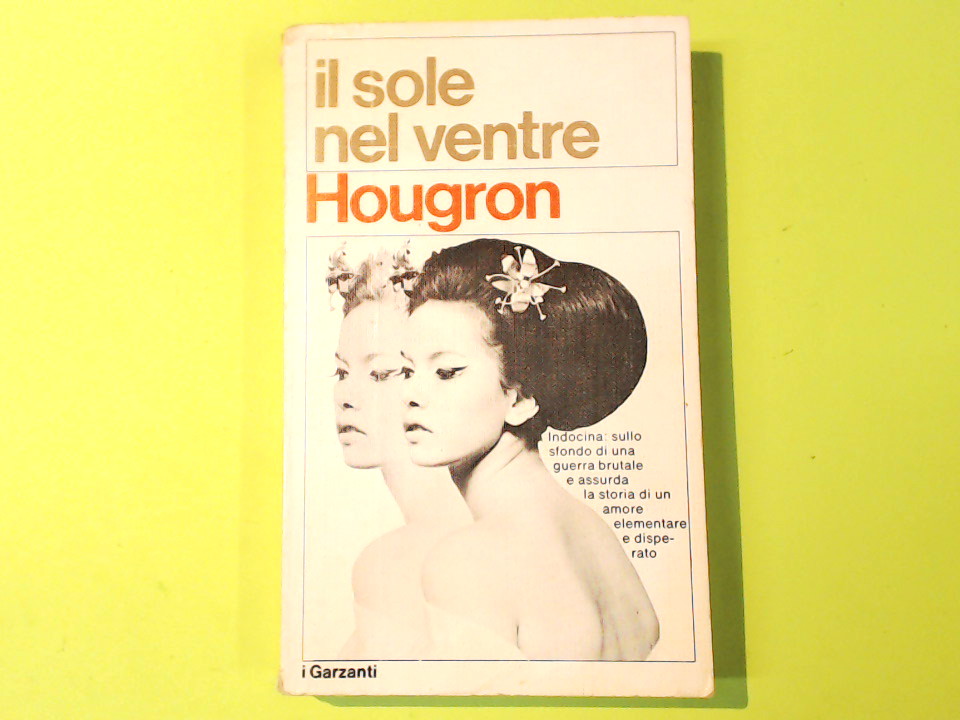 il sole
nel ventre
Hougron
Indocina: sullo
sfondo di una
guerra brutale
e assurda
la storia di un
amore
elementare
e dispe-
rato
i Garzanti